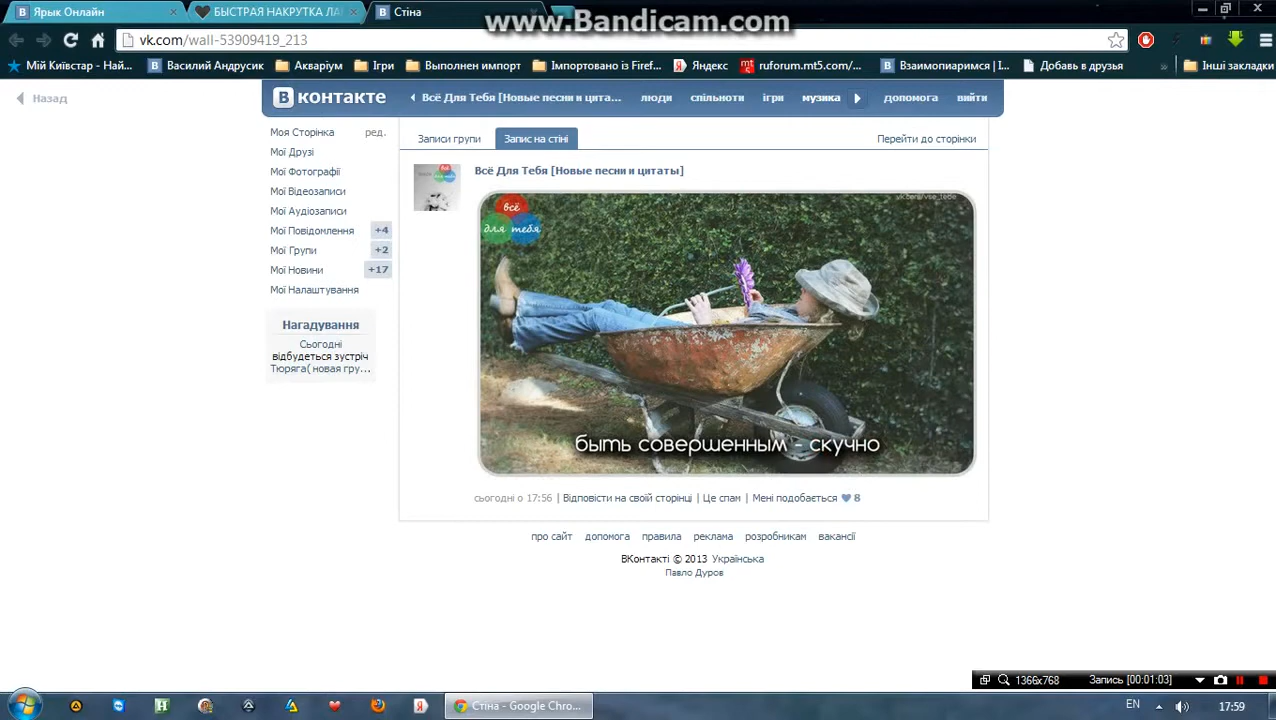 www.Bandicam.com
Ярык Онлайн
БЫСТРАЯ НАКРУТКА ЛА
Стіна
vk.com/wall-53909419_213
Мій Київстар - Най...
Василий Андрусик
Акваріум
Ігри
Выполнен импорт
Імпортовано із Firef...
Яндекс
ruforum.mt5.com/...
Взаимопиаримся | I...
Добавь в друзья
»
Інші закладки
Назад
В контакте
Всё Для Тебя [Новые песни и цита...
люди
спільноти
ігри
музика
допомога
вийти
Моя Сторінка ред.
Мої Друзі
Мої Фотографії
Мої Відеозаписи
Мої Аудіозаписи
Мої Повідомлення +4
Мої Групи +2
Мої Новини +17
Мої Налаштування
Нагадування
Сьогодні
відбудеться зустріч
Тюряга( новая гру...
Записи групи
Запис на стіні
Перейти до сторінки
Всё Для Тебя [Новые песни и цитаты]
всё
для тебя
vk.com/vse_tebe
быть совершенным - скучно
сьогодні о 17:56 | Відповісти на своїй сторінці | Це спам | Мені подобається 8
про сайт допомога правила реклама розробникам вакансії
ВКонтакті © 2013 Українська
Павло Дуров
1366x768 Запись [00:01:03]
Стіна - Google Chro...
EN
17:59